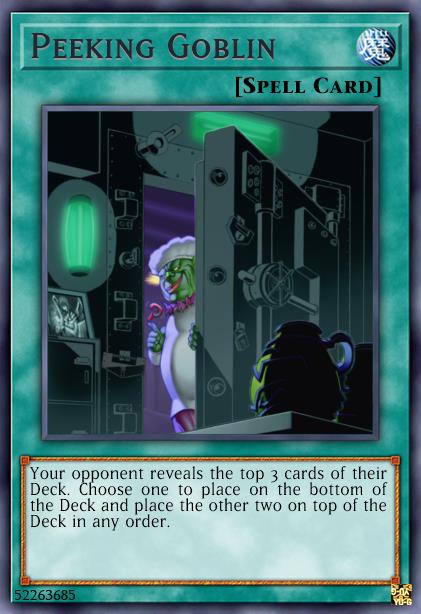 Peeking Goblin
魔
[Spell Card]
Your opponent reveals the top 3 cards of their
Deck. Choose one to place on the bottom of
the Deck and place the other two on top of the
Deck in any order.
52263685